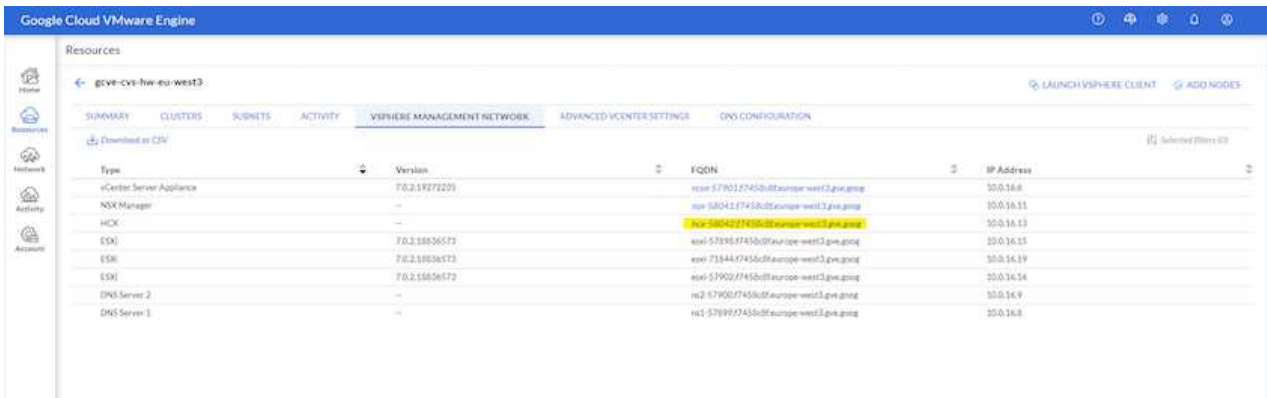 Google Cloud VMware Engine
Resources
Home
Resources
Network
Activity
Account
gcve-cvs-hw-eu-west3
LAUNCH VSPHERE CLIENT ADD NODES
SUMMARY CLUSTERS SUBNETS ACTIVITY VSPHERE MANAGEMENT NETWORK ADVANCED VCENTER SETTINGS DNS CONFIGURATION
Download as CSV Selected filters (0)
Type Version FQDN IP Address
vCenter Server Appliance 7.0.2.19272235 10.0.16.6
NSX Manager -- 10.0.16.11
HCX -- 10.0.16.13
ESXi 7.0.2.18836573 10.0.16.15
ESXi 7.0.2.18836573 10.0.16.19
ESXi 7.0.2.18836573 10.0.16.14
DNS Server 2 -- 10.0.16.9
DNS Server 1 -- 10.0.16.8